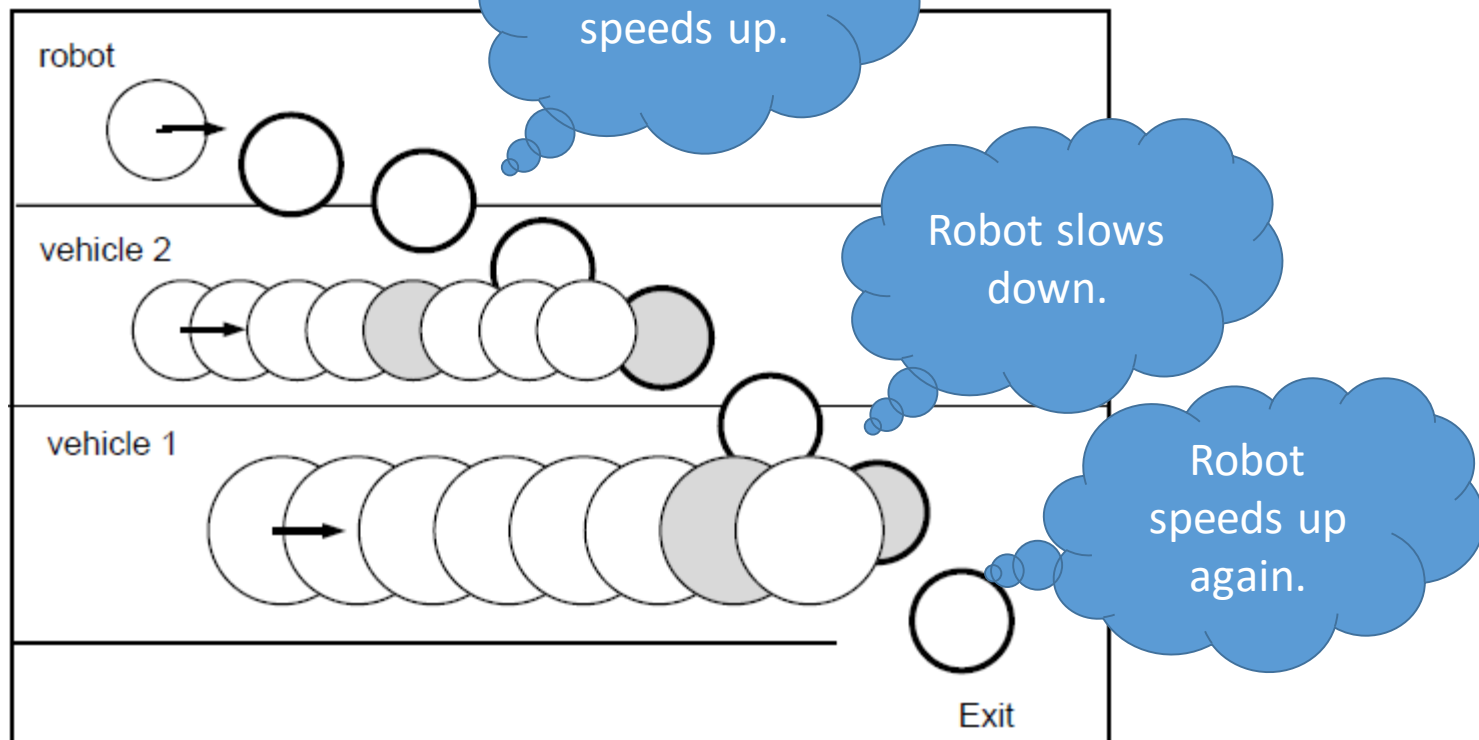 speeds up.
robot
Robot slows
down.
vehicle 2
vehicle 1
Robot
speeds up
again.
Exit